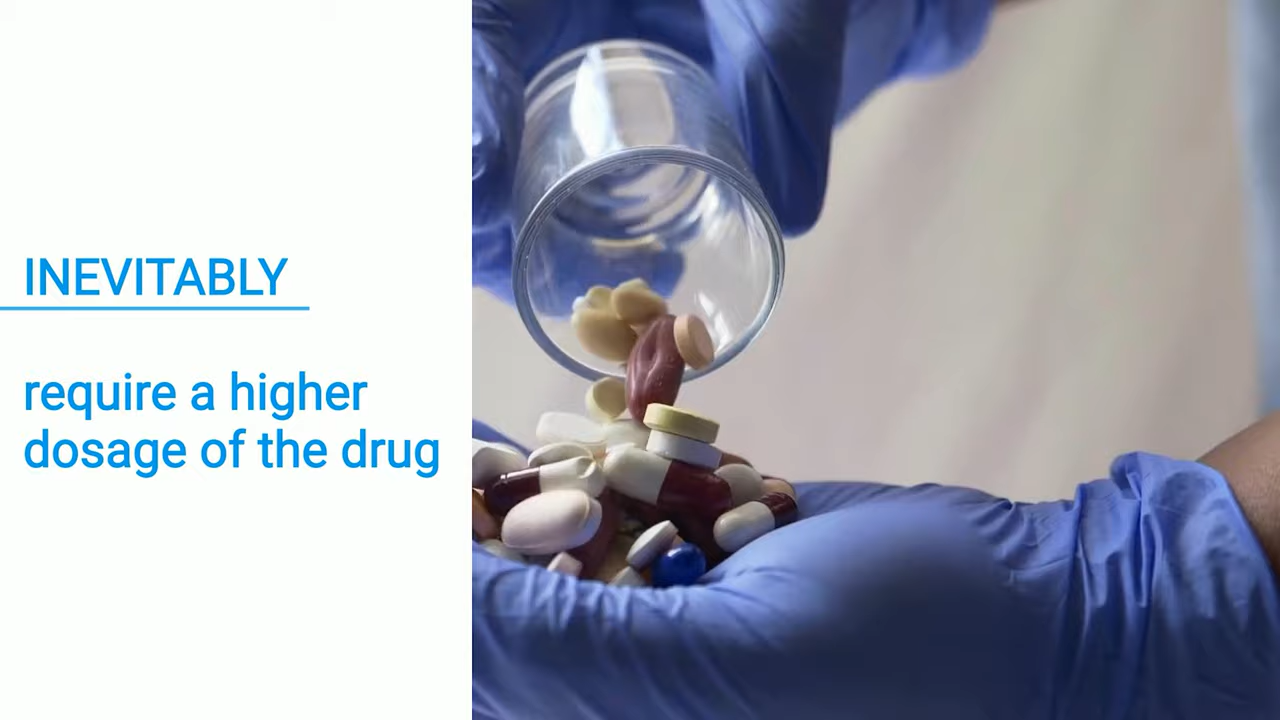 INEVITABLY
require a higher
dosage of the drug